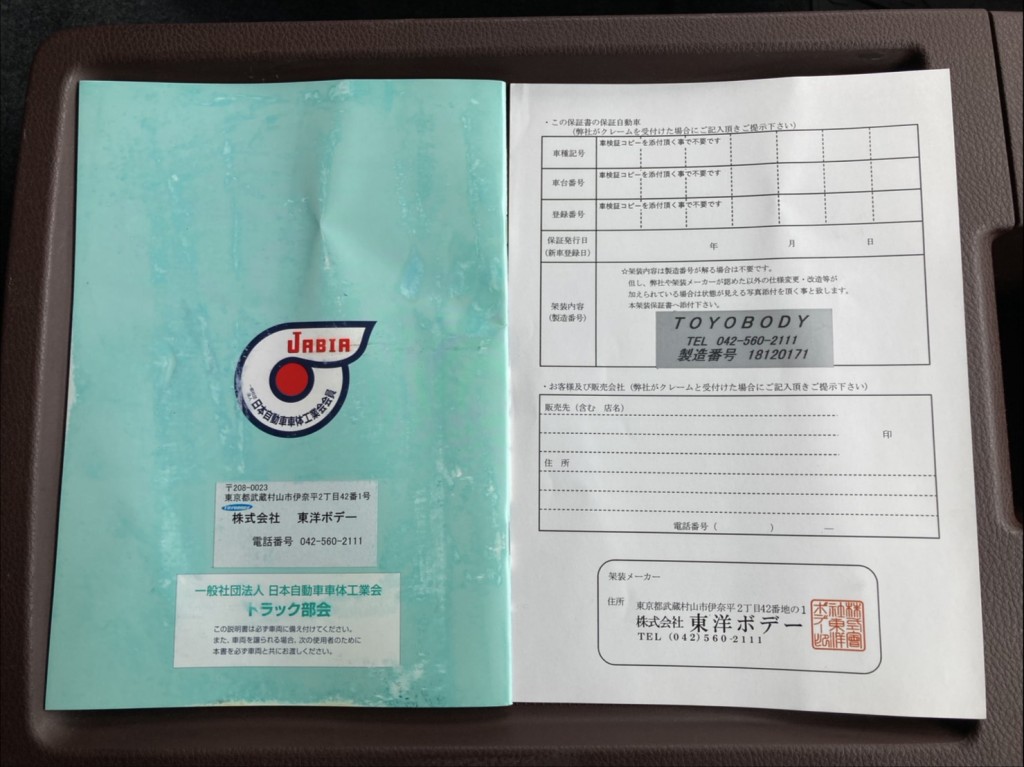 JABIA
日本自動車車体工業会会員
〒208-0023
東京都武蔵村山市伊奈平2丁目42番1号
株式会社 東洋ボデー
電話番号 042-560-2111
一般社団法人 日本自動車車体工業会
トラック部会
この説明書は必ず車両に備え付けてください。
また、車両を譲られる場合、次の使用者のために
本書を必ず車両と共にお渡しください。
・この保証書の保証自動車
(弊社がクレームを受付けた場合にご記入頂きご提示下さい)
車種記号 車検証コピーを添付頂く事で不要です
車台番号 車検証コピーを添付頂く事で不要です
登録番号 車検証コピーを添付頂く事で不要です
保証発行日
(新車登録日) 年 月 日
架装内容
(製造番号)
☆架装内容は製造番号が解る場合は不要です。
但し、弊社や架装メーカーが認めた以外の仕様変更・改造等が
加えられている場合は状態が見える写真添付を頂く事と致します。
本架装保証書へ添付下さい。
TOYOBODY
TEL 042-560-2111
製造番号 18120171
・お客様及び販売会社(弊社がクレームと受付けた場合にご記入頂きご提示下さい)
販売先(含む 店名)
印
住 所
電話番号( ) ―
架装メーカー
住所 東京都武蔵村山市伊奈平2丁目42番地の1
株式会社 東洋ボデー
TEL (042)560-2111